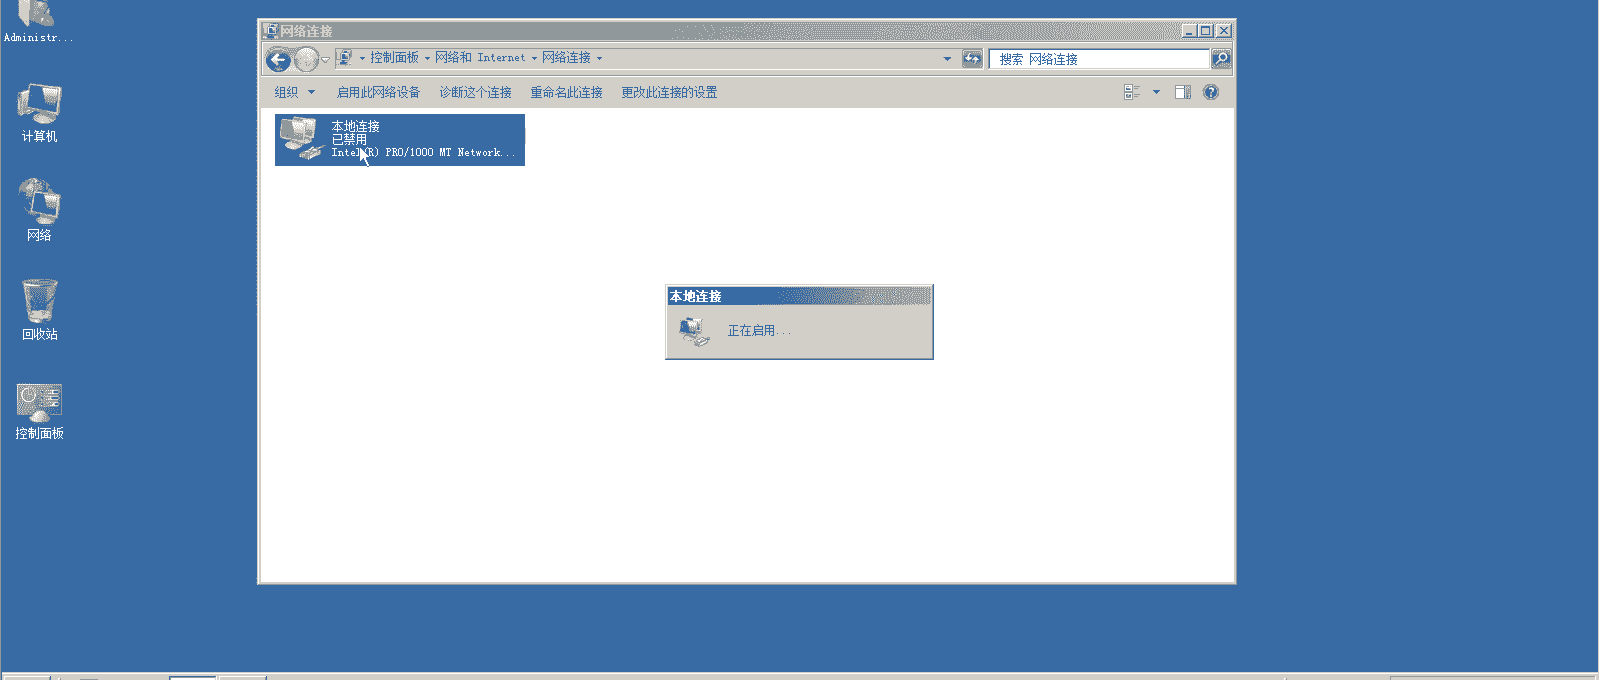 Administr...
计算机
网络
回收站
控制面板
网络连接
控制面板 网络和 Internet 网络连接
搜索 网络连接
组织 启用此网络设备 诊断这个连接 重命名此连接 更改此连接的设置
本地连接
已禁用
Intel(R) PRO/1000 MT Network...
本地连接
正在启用...